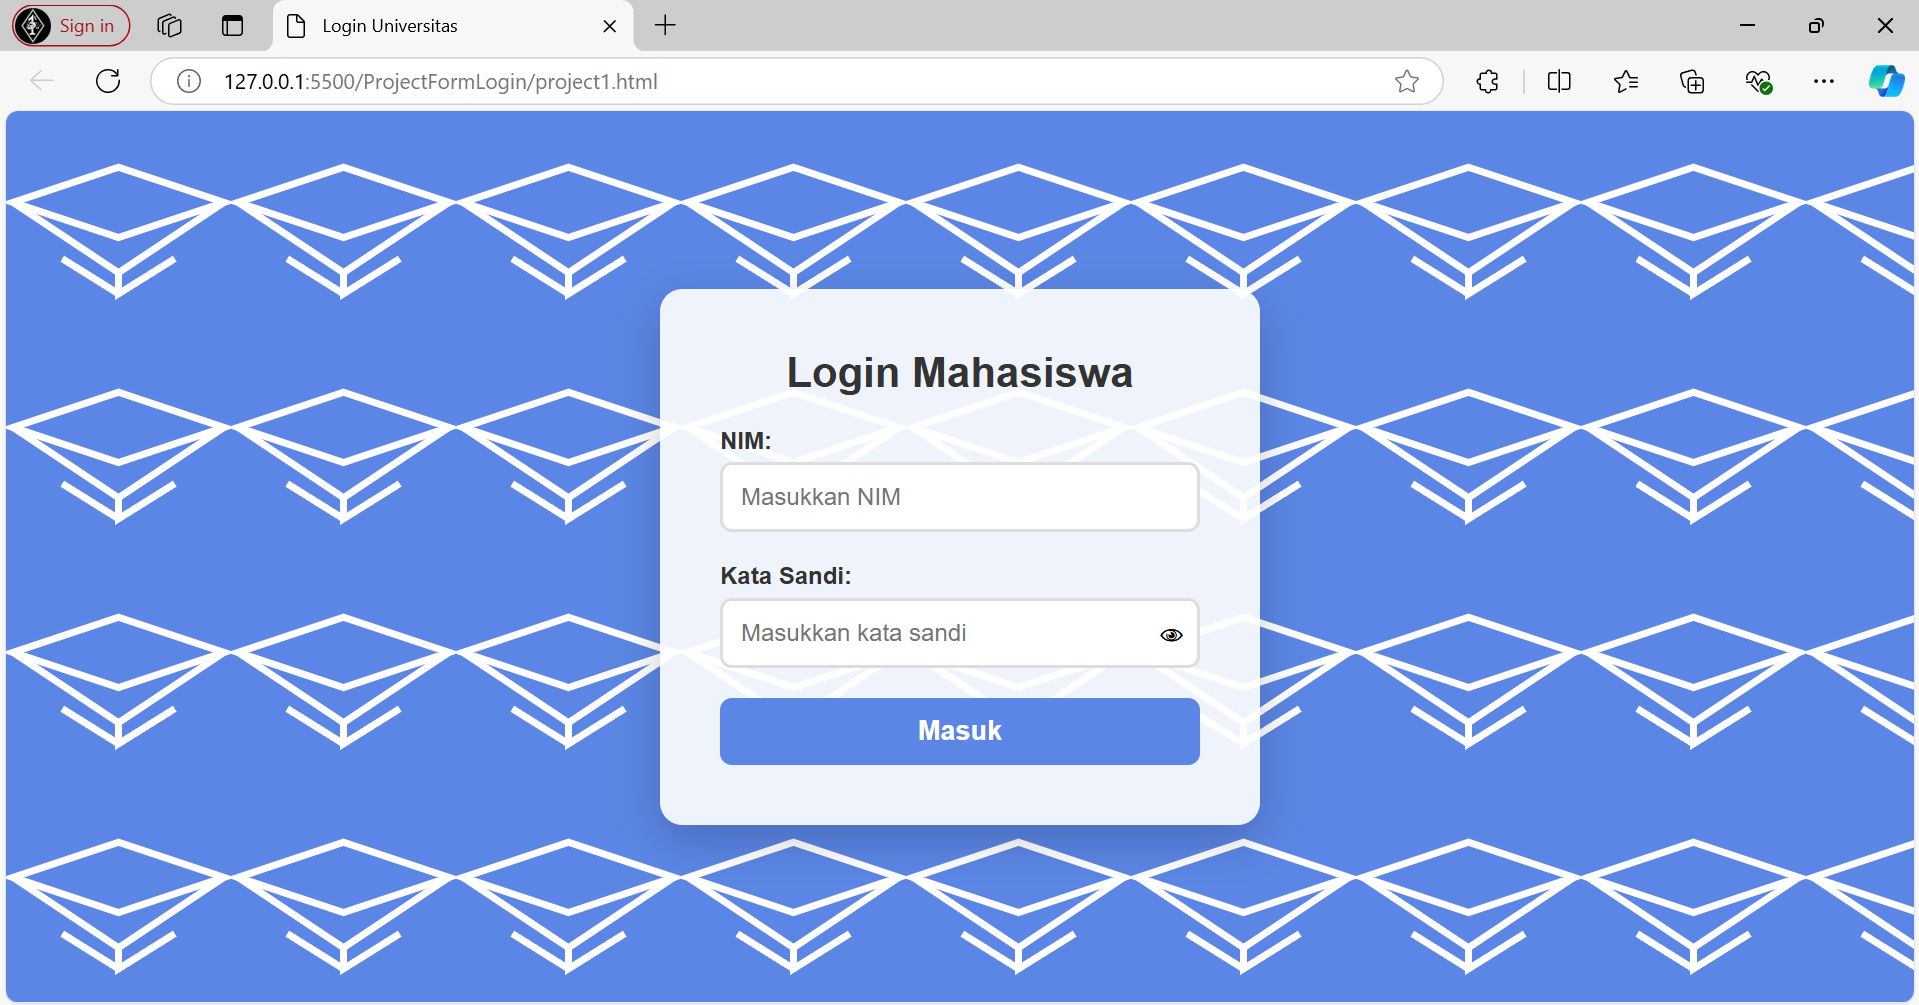 Sign in
Login Universitas
127.0.0.1:5500/ProjectFormLogin/project1.html
Login Mahasiswa
NIM:
Masukkan NIM
Kata Sandi:
Masukkan kata sandi
Masuk